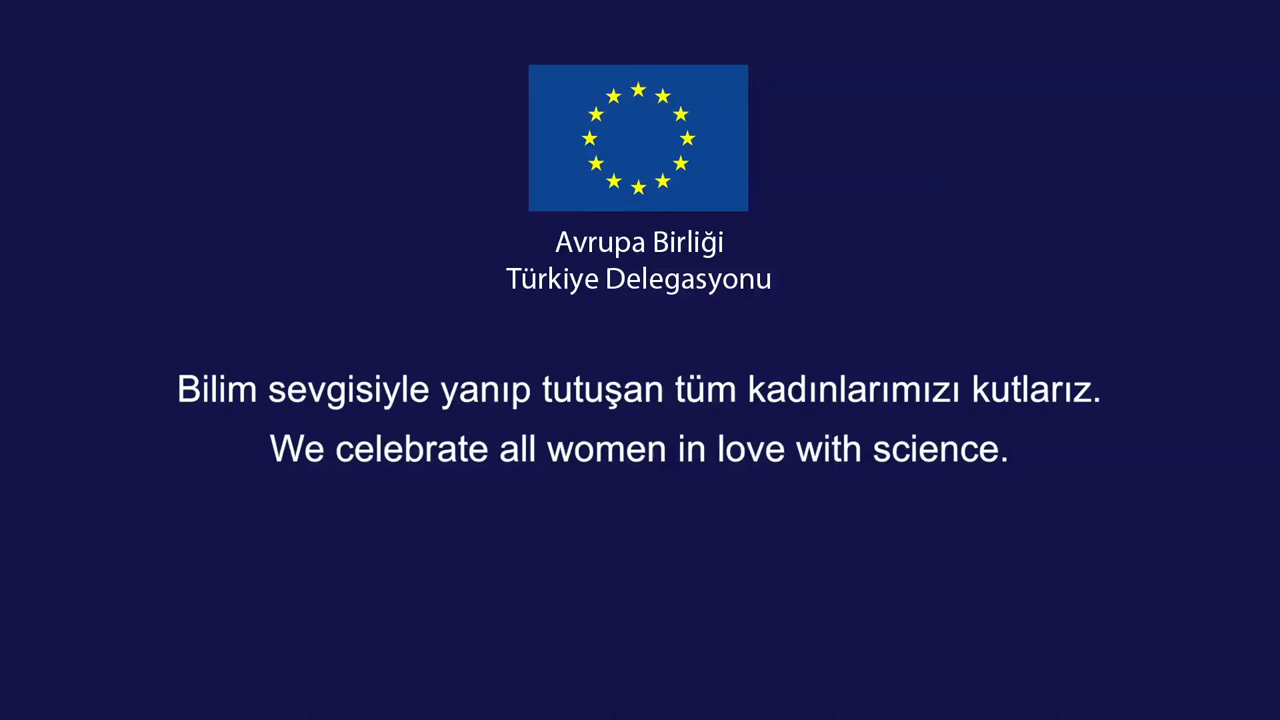 Avrupa Birliği
Türkiye Delegasyonu
Bilim sevgisiyle yanıp tutuşan tüm kadınlarımızı kutlarız.
We celebrate all women in love with science.